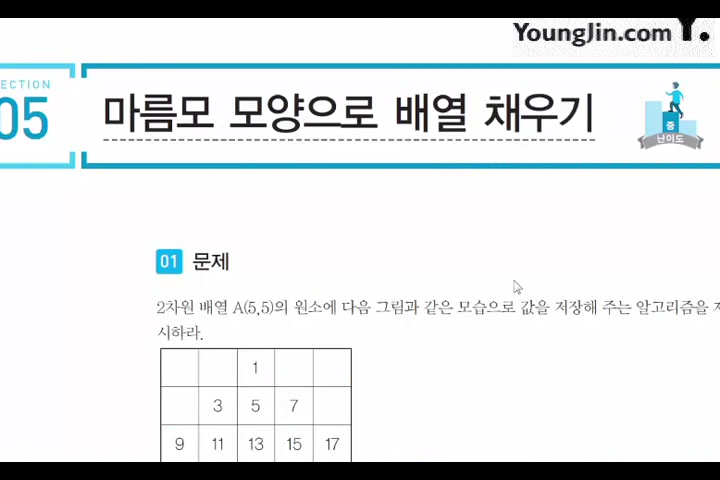 YoungJin.com Y.
ECTION
05
마름모 모양으로 배열 채우기
중
난이도
01 문제
2차원 배열 A(5,5)의 원소에 다음 그림과 같은 모습으로 값을 저장해 주는 알고리즘을
시하라.
1
3 5 7
9 11 13 15 17